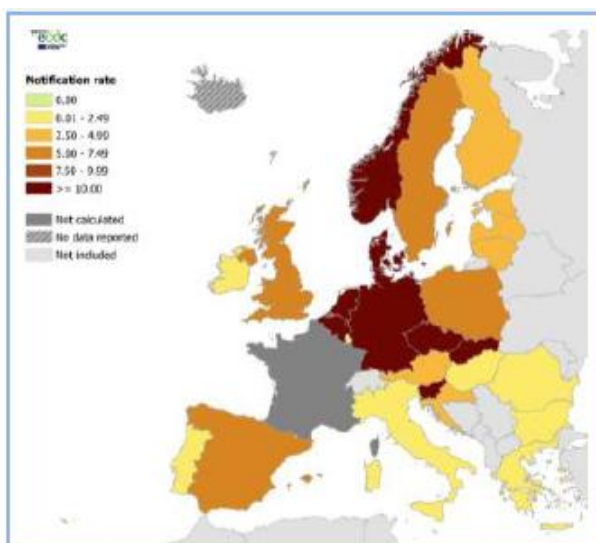 ecdc
Notification rate
0.00
0.01 - 2.49
2.50 - 4.99
5.00 - 7.49
7.50 - 9.99
>= 10.00
Not calculated
No data reported
Not included